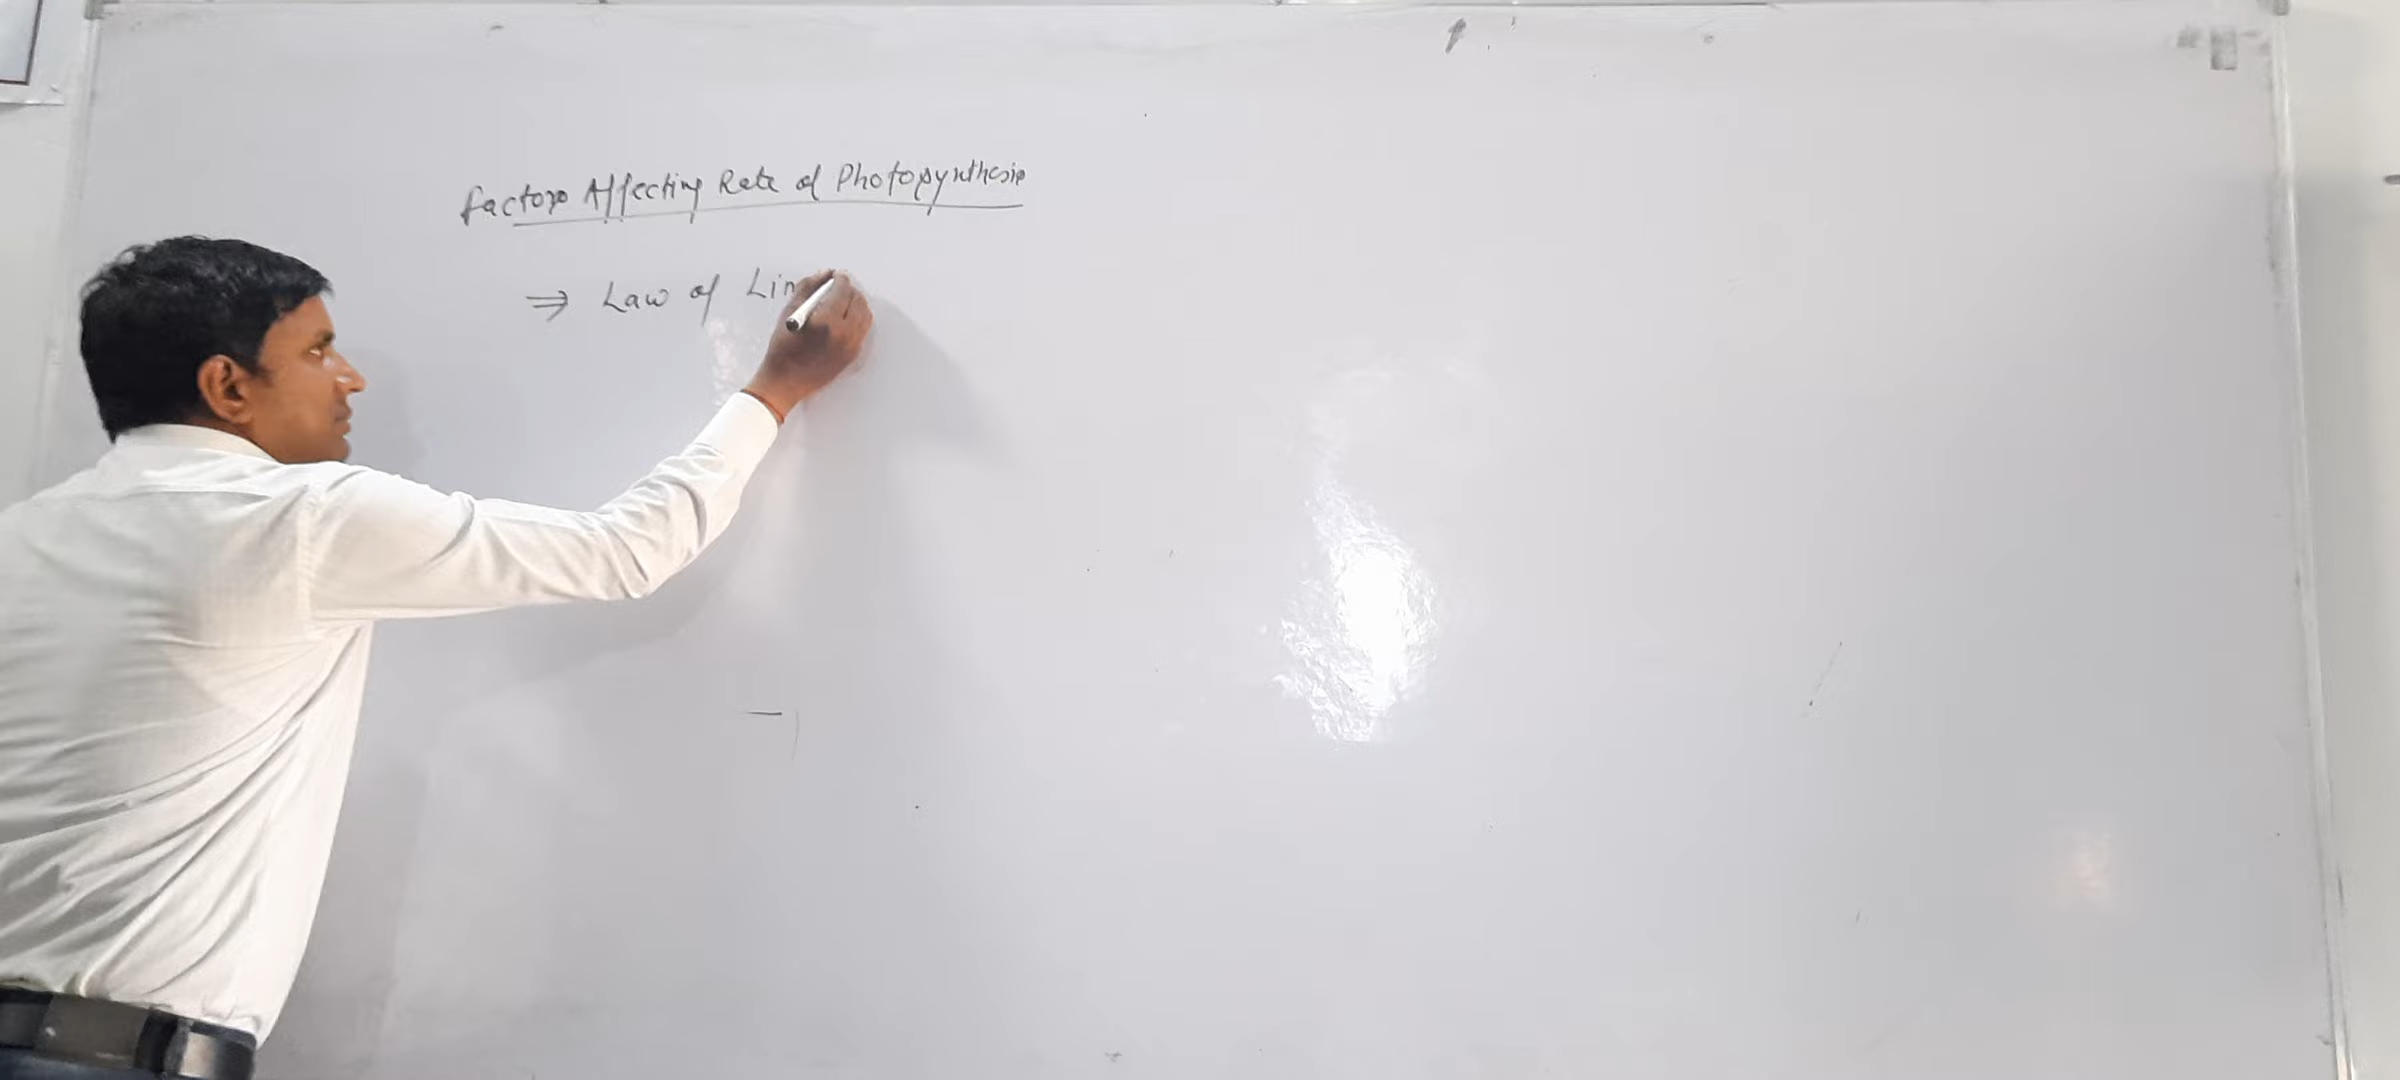 Factors Affecting Rate of Photosynthesis
⇒ Law of Lim